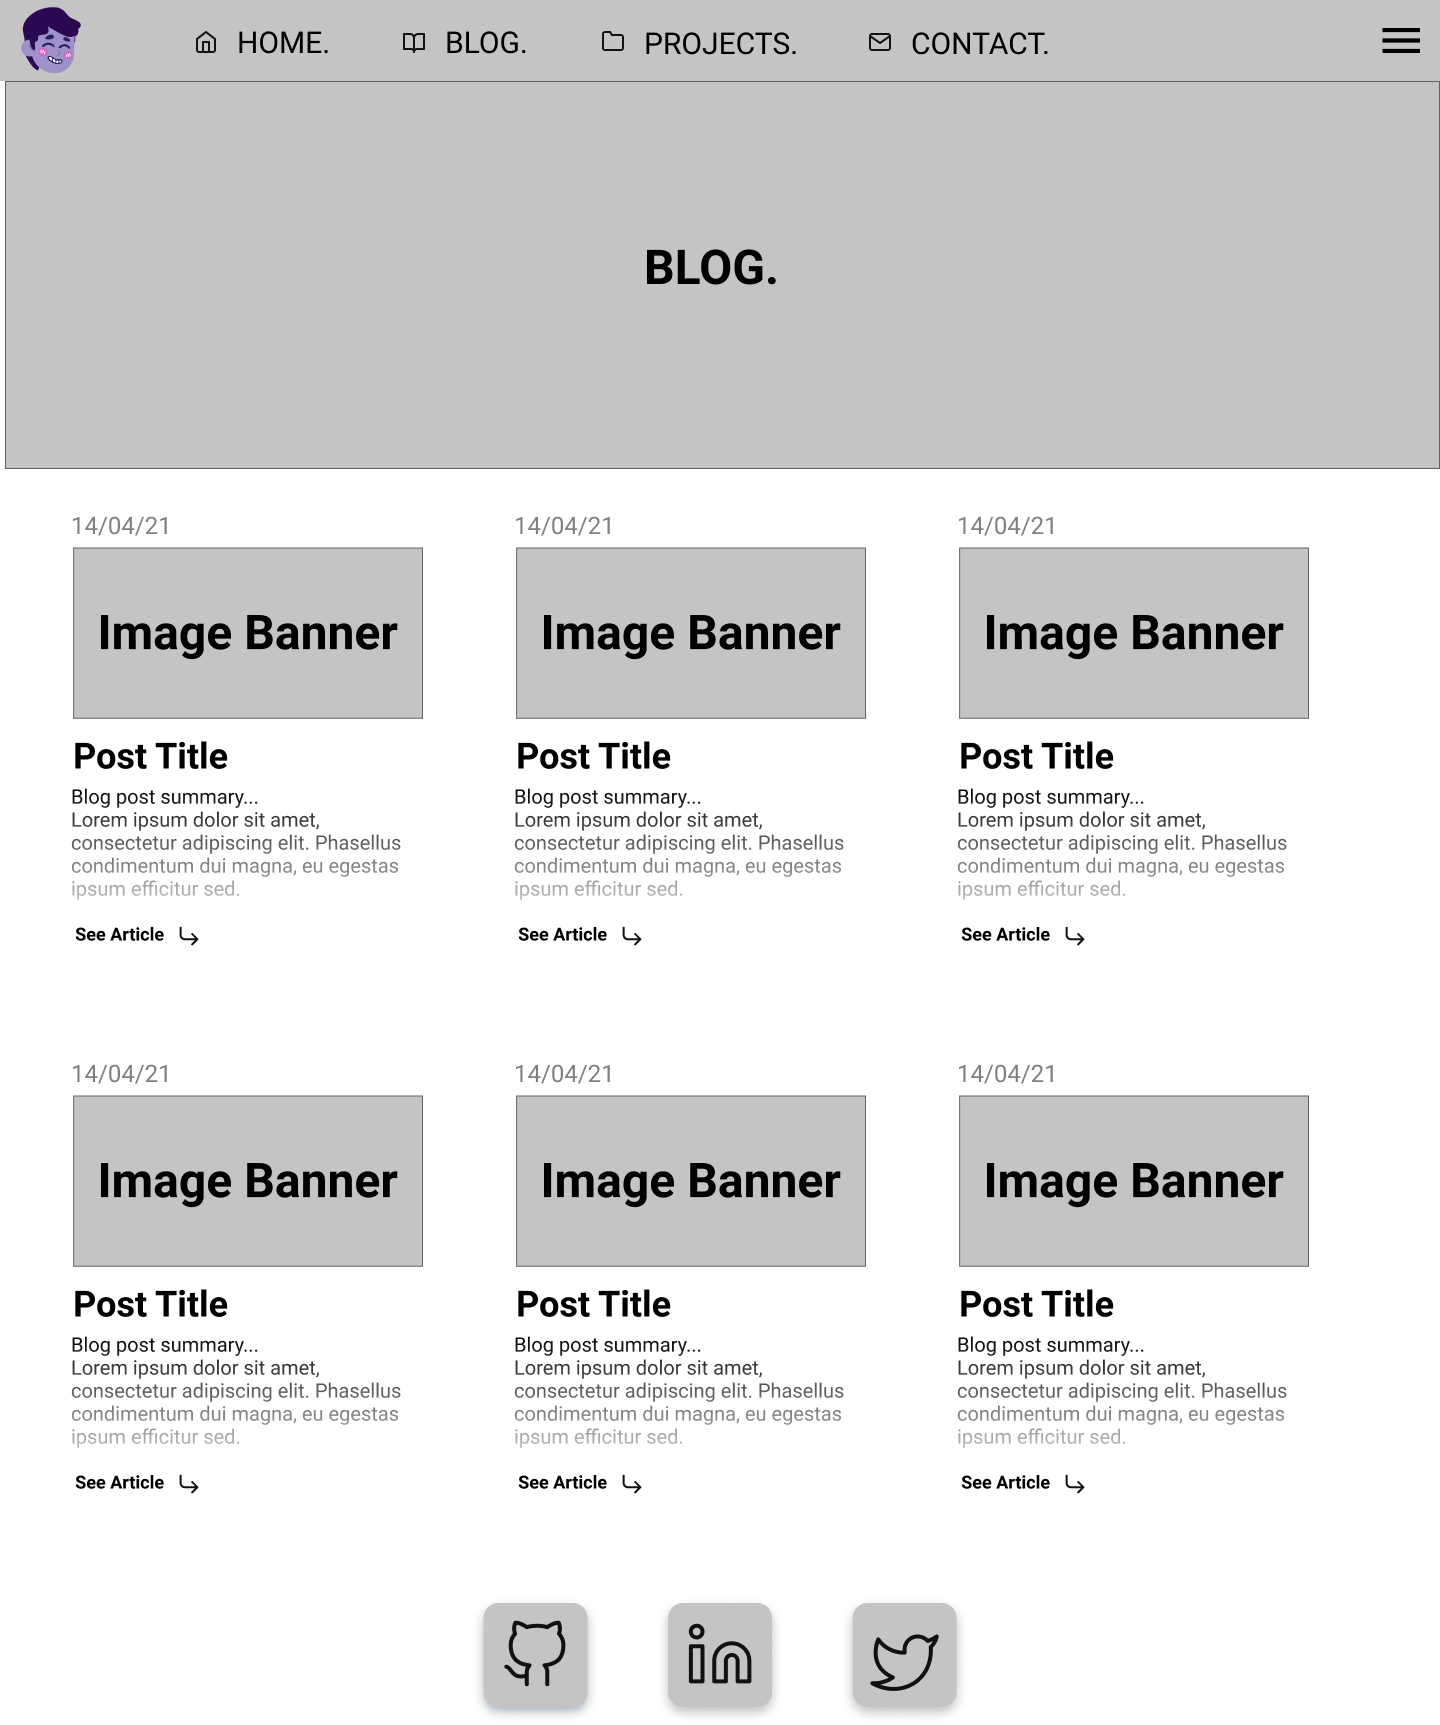 HOME.
BLOG.
PROJECTS.
CONTACT.
BLOG.
14/04/21
Image Banner
Post Title
Blog post summary...
Lorem ipsum dolor sit amet,
consectetur adipiscing elit. Phasellus
condimentum dui magna, eu egestas
ipsum efficitur sed.
See Article
14/04/21
Image Banner
Post Title
Blog post summary...
Lorem ipsum dolor sit amet,
consectetur adipiscing elit. Phasellus
condimentum dui magna, eu egestas
ipsum efficitur sed.
See Article
14/04/21
Image Banner
Post Title
Blog post summary...
Lorem ipsum dolor sit amet,
consectetur adipiscing elit. Phasellus
condimentum dui magna, eu egestas
ipsum efficitur sed.
See Article
14/04/21
Image Banner
Post Title
Blog post summary...
Lorem ipsum dolor sit amet,
consectetur adipiscing elit. Phasellus
condimentum dui magna, eu egestas
ipsum efficitur sed.
See Article
14/04/21
Image Banner
Post Title
Blog post summary...
Lorem ipsum dolor sit amet,
consectetur adipiscing elit. Phasellus
condimentum dui magna, eu egestas
ipsum efficitur sed.
See Article
14/04/21
Image Banner
Post Title
Blog post summary...
Lorem ipsum dolor sit amet,
consectetur adipiscing elit. Phasellus
condimentum dui magna, eu egestas
ipsum efficitur sed.
See Article
in